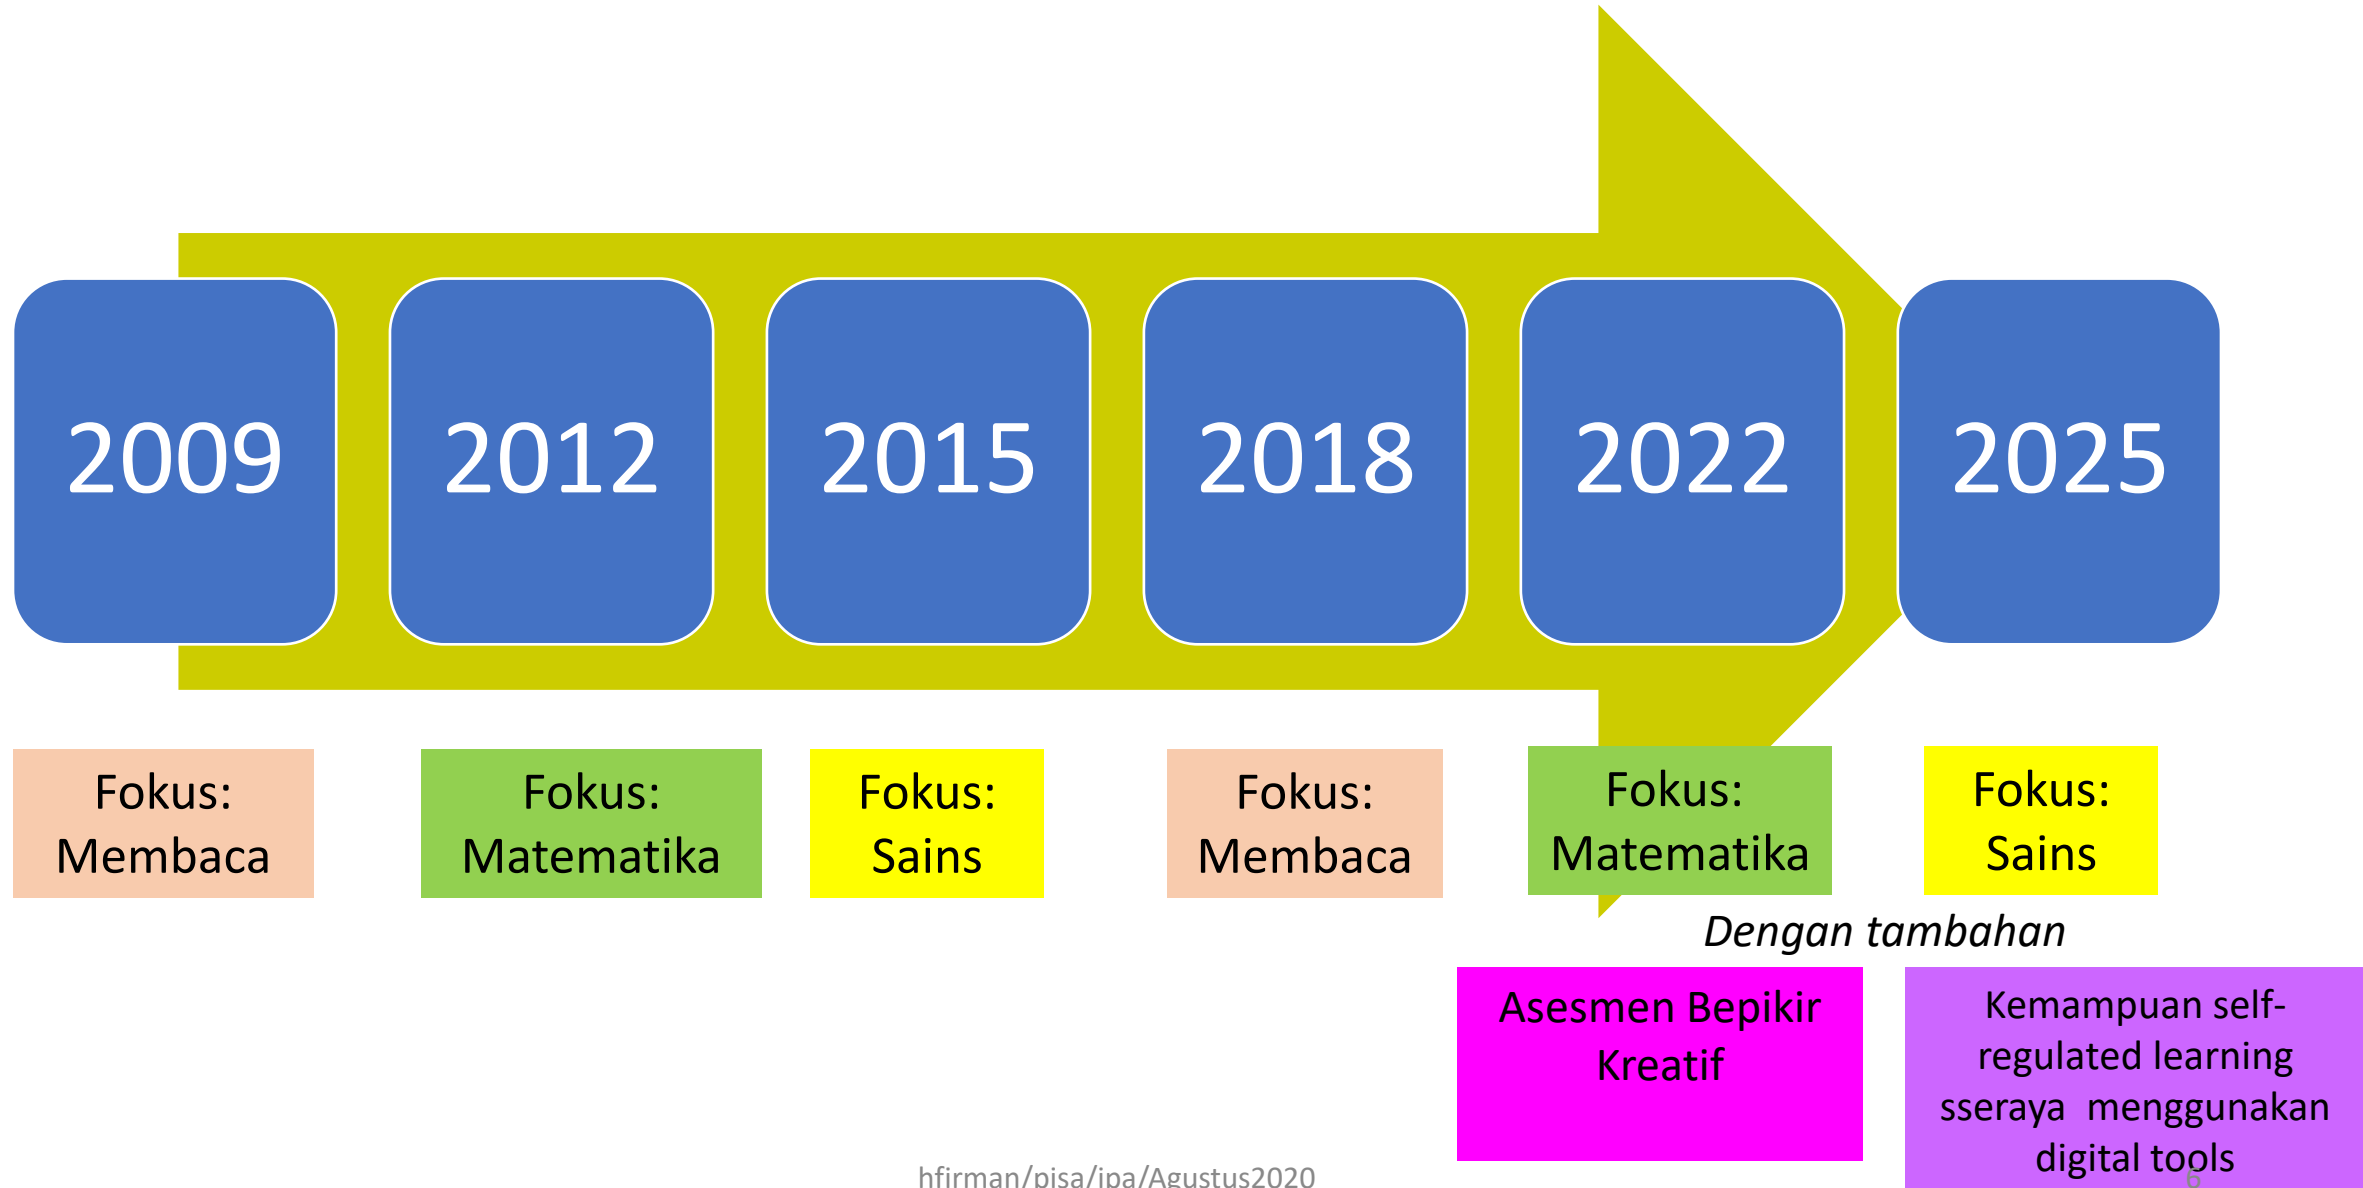 2009
2012
2015
2018
2022
2025
Fokus:
Membaca
Fokus:
Matematika
Fokus:
Sains
Fokus:
Membaca
Fokus:
Matematika
Fokus:
Sains
Dengan tambahan
Asesmen Bepikir
Kreatif
Kemampuan self-
regulated learning
sseraya menggunakan
digital tools
hfirman/pisa/ipa/Agustus2020
6